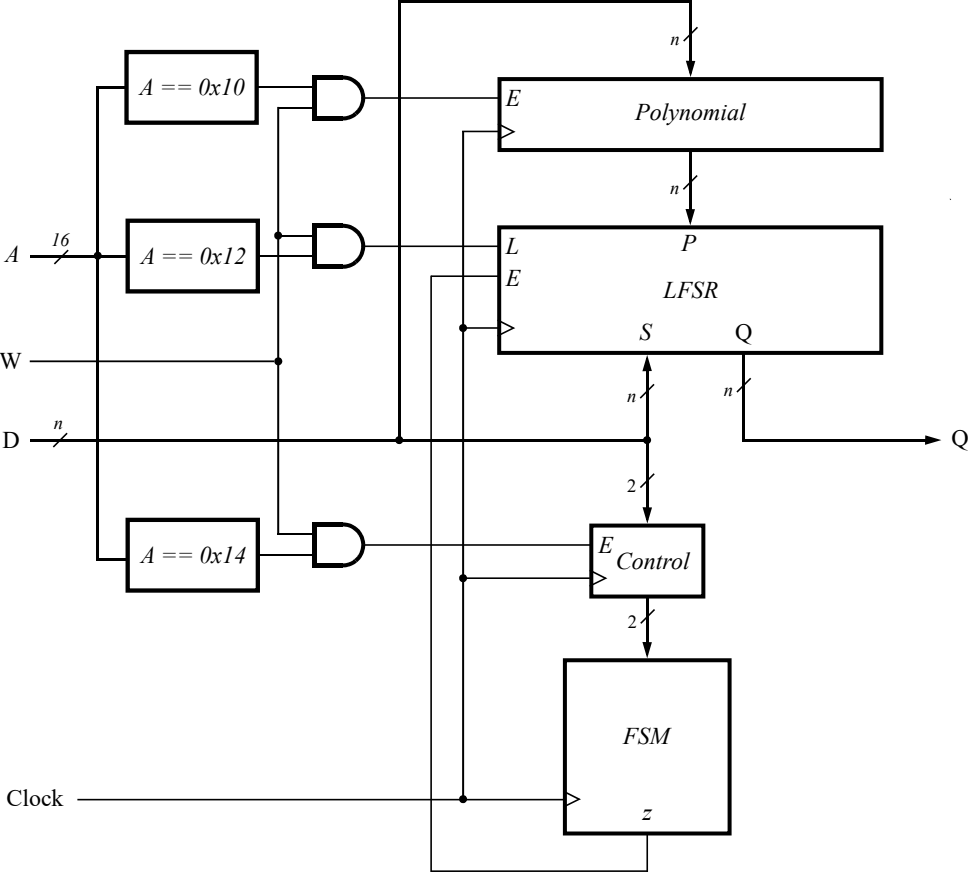 n
A == 0x10
E
Polynomial
n
16
A
A == 0x12
L
P
E
LFSR
S
Q
W
n
n
n
D
Q
2
A == 0x14
E
Control
2
FSM
Clock
z